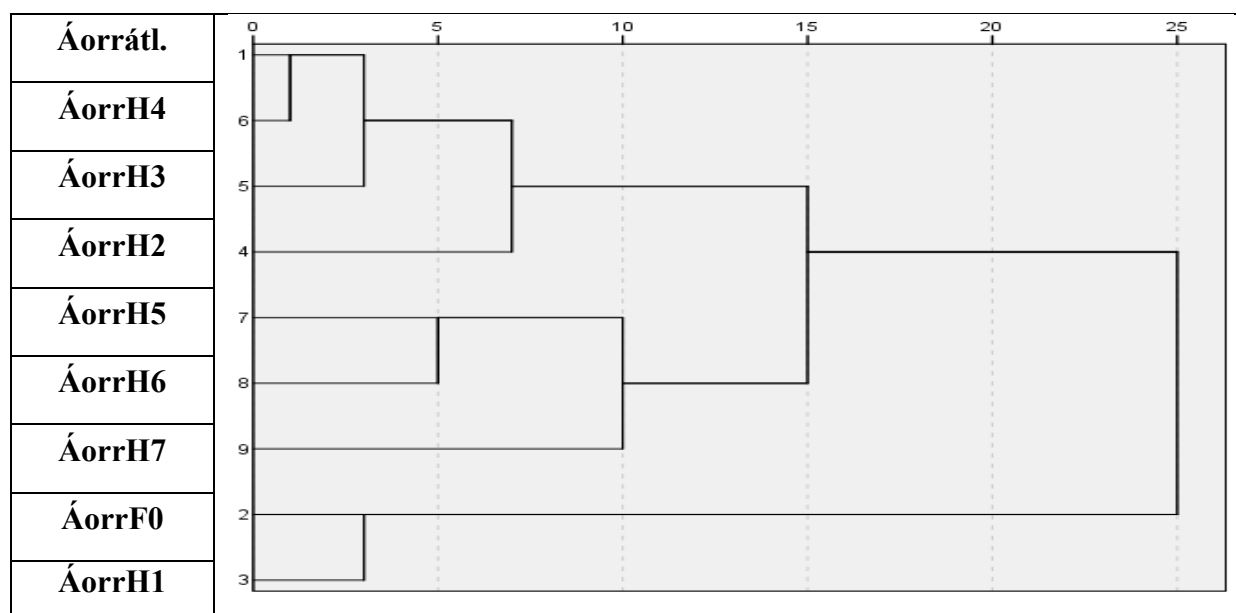 0 5 10 15 20 25
Áorrátl. 1
ÁorrH4 6
ÁorrH3 5
ÁorrH2 4
ÁorrH5 7
ÁorrH6 8
ÁorrH7 9
ÁorrF0 2
ÁorrH1 3